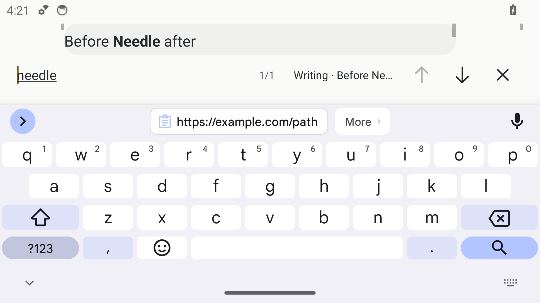 4:21
Before Needle after
needle
1/1
Writing · Before Ne...
https://example.com/path
More
q 1 w 2 e 3 r 4 t 5 y 6 u 7 i 8 o 9 p 0
a s d f g h j k l
z x c v b n m
?123 , .